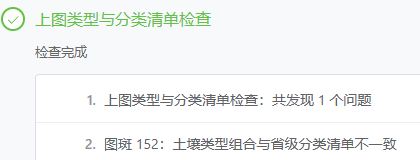 上图类型与分类清单检查
检查完成
1. 上图类型与分类清单检查：共发现 1 个问题
2. 图斑 152：土壤类型组合与省级分类清单不一致